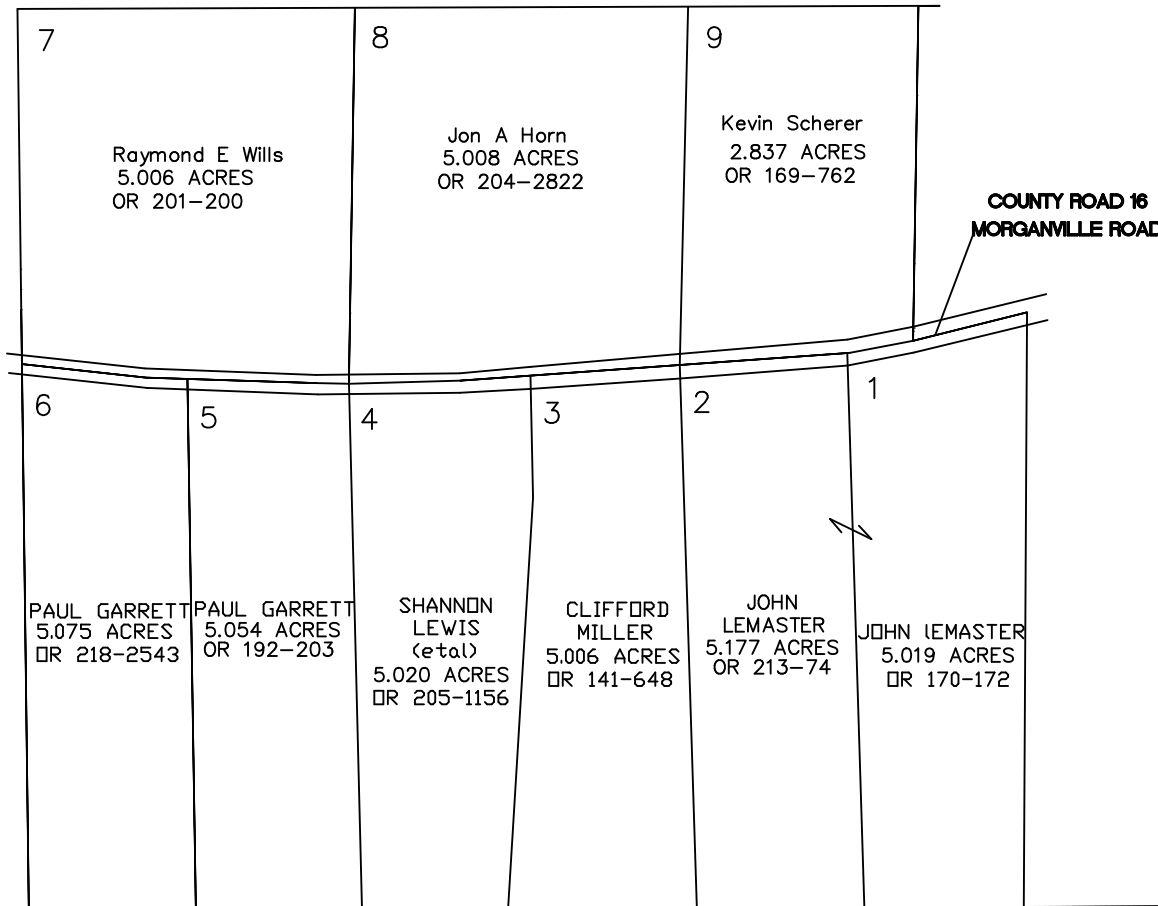 7
8
9
Raymond E Wills
5.006 ACRES
OR 201-200
Jon A Horn
5.008 ACRES
OR 204-2822
Kevin Scherer
2.837 ACRES
OR 169-762
COUNTY ROAD 16
MORGANVILLE ROAD
6
5
4
3
2
1
PAUL GARRETT
5.075 ACRES
OR 218-2543
PAUL GARRETT
5.054 ACRES
OR 192-203
SHANNON
LEWIS
(etal)
5.020 ACRES
OR 205-1156
CLIFFORD
MILLER
5.006 ACRES
OR 141-648
JOHN
LEMASTER
5.177 ACRES
OR 213-74
JOHN lEMASTER
5.019 ACRES
OR 170-172